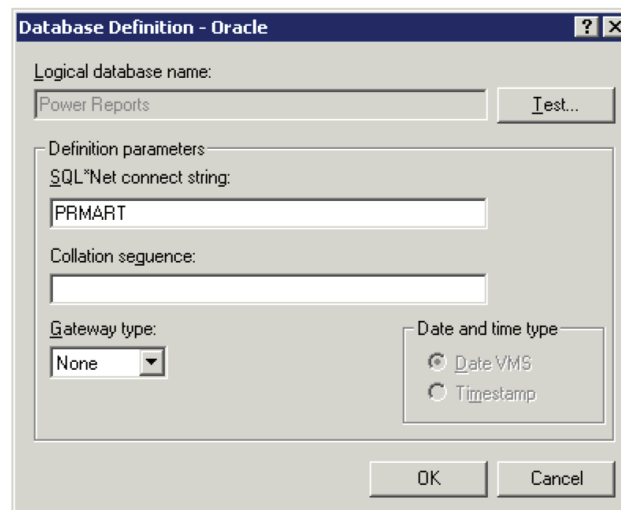 Database Definition - Oracle
Logical database name:
Power Reports
Test...
Definition parameters
SQL*Net connect string:
PRMART
Collation seguence:
Gateway type:
Date and time type
None
Date VMS
Timestamp
OK
Cancel